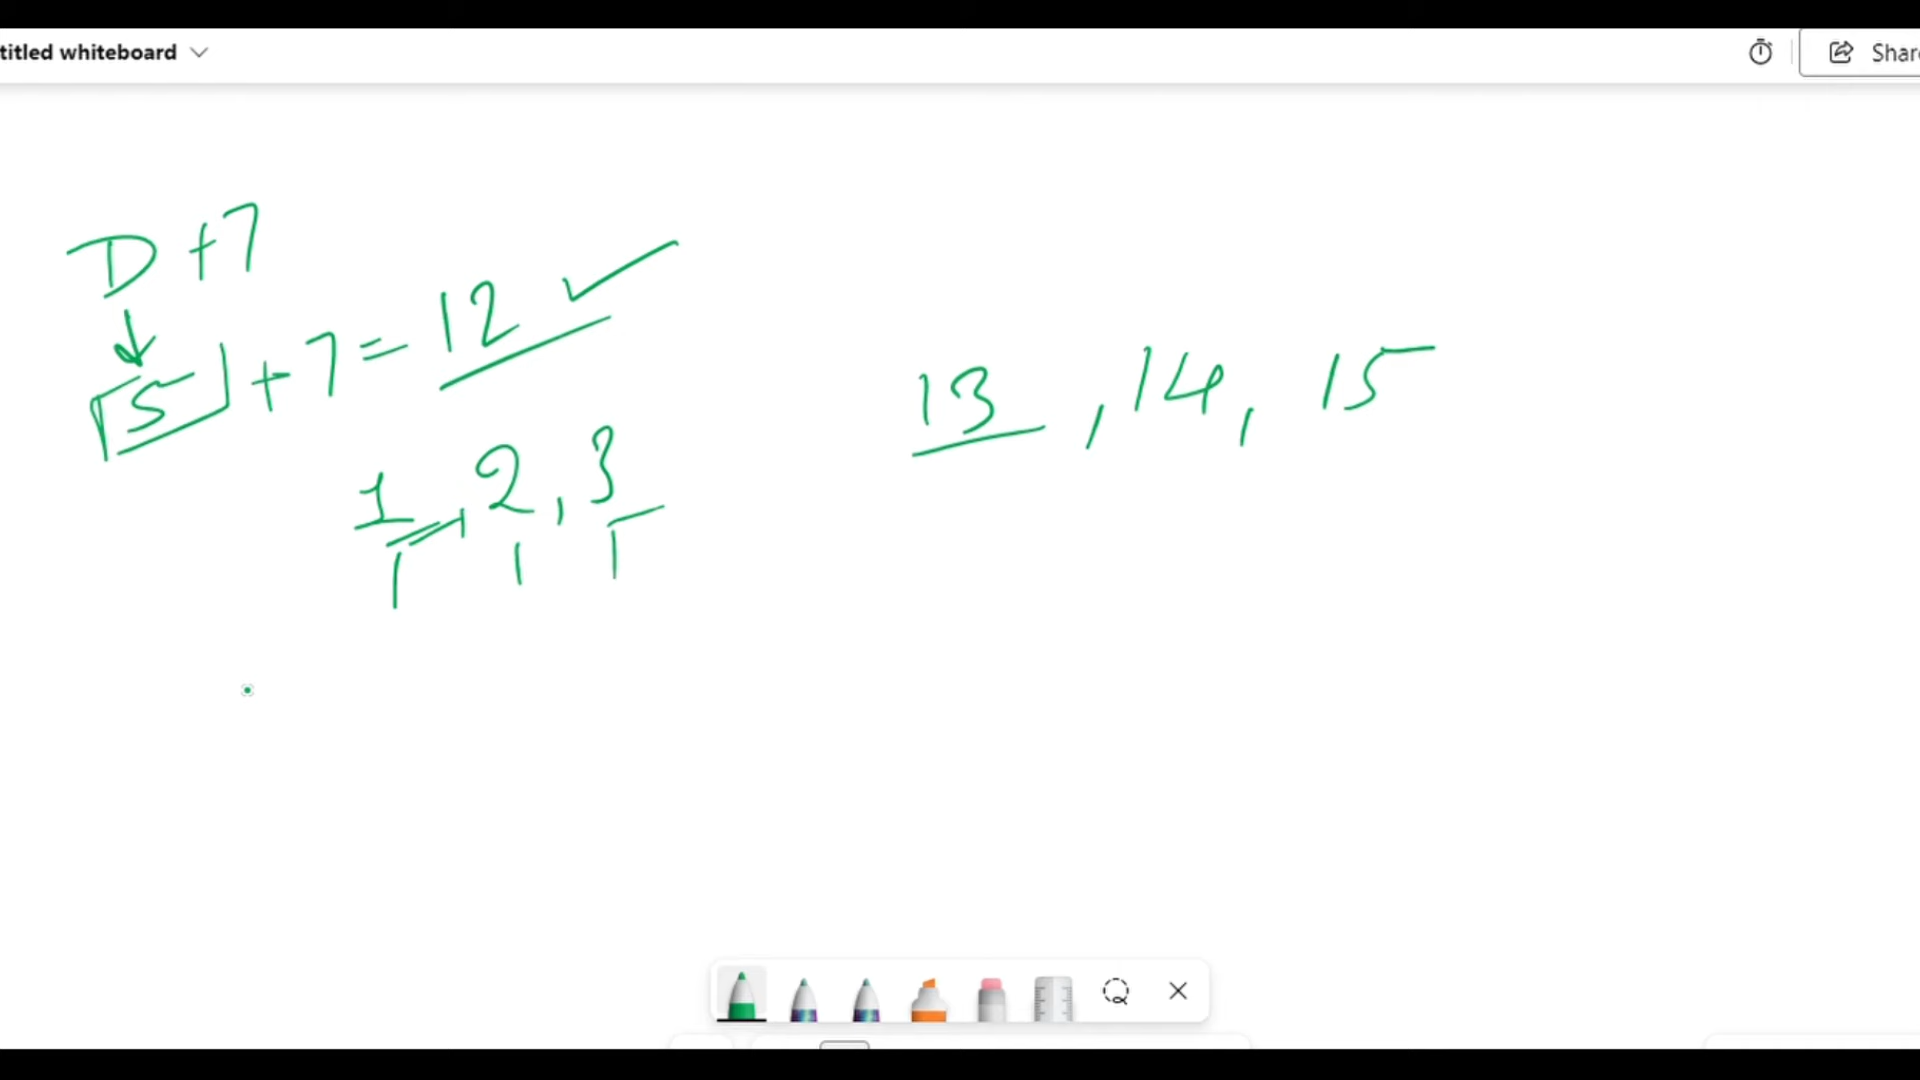 titled whiteboard
Share
D + 7
5 + 7 = 12
13, 14, 15
1, 2, 3